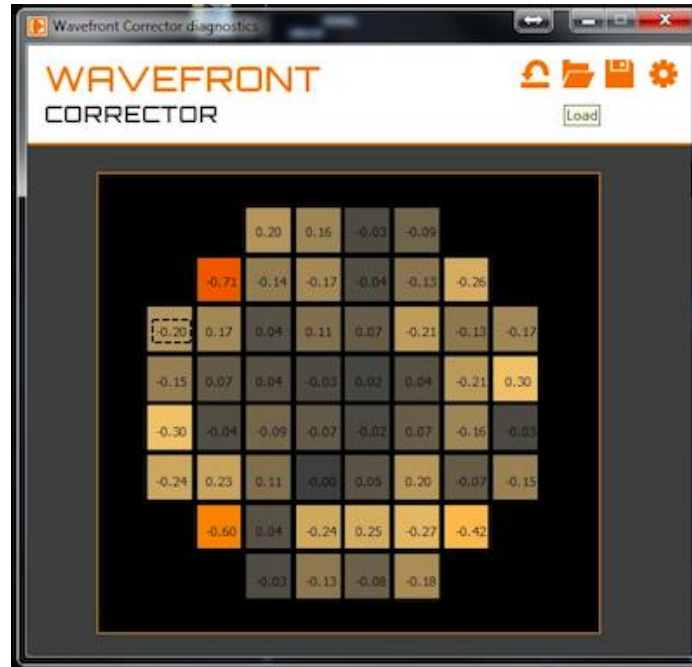 Wavefront Corrector diagnostics
WAVEFRONT
CORRECTOR
Load
0.20 0.16 -0.03 -0.09
-0.71 -0.14 -0.17 -0.04 -0.13 -0.26
-0.20 0.17 0.04 0.11 0.07 -0.21 -0.13 -0.17
-0.15 0.07 0.04 -0.03 0.02 0.04 -0.21 0.30
-0.30 -0.04 -0.09 -0.07 -0.02 0.07 -0.16 -0.03
-0.24 0.23 0.11 -0.00 0.05 0.20 -0.07 -0.15
-0.60 0.04 -0.24 0.25 -0.27 -0.42
-0.03 -0.13 -0.08 -0.18